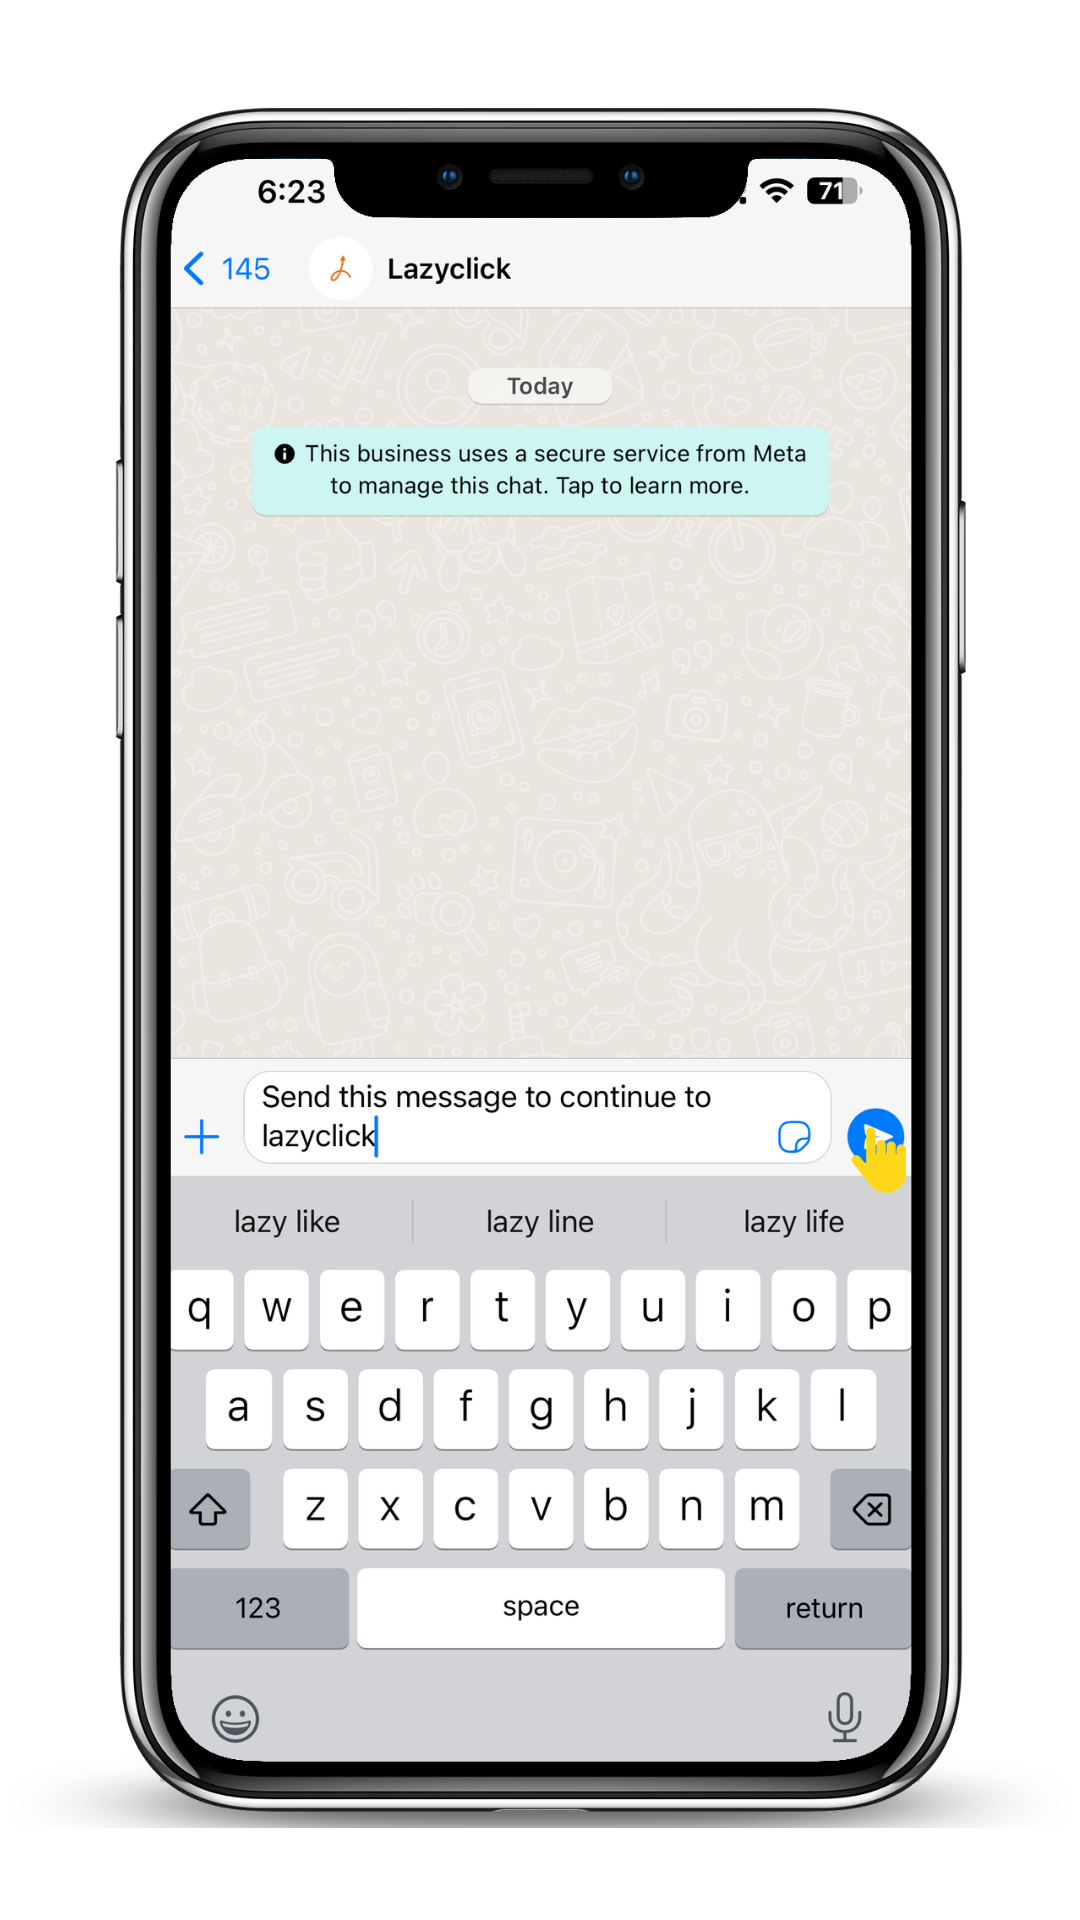 6:23
71
145
Lazyclick
Today
This business uses a secure service from Meta
to manage this chat. Tap to learn more.
Send this message to continue to
lazyclick
lazy like lazy line lazy life
q w e r t y u i o p
a s d f g h j k l
z x c v b n m
123 space return